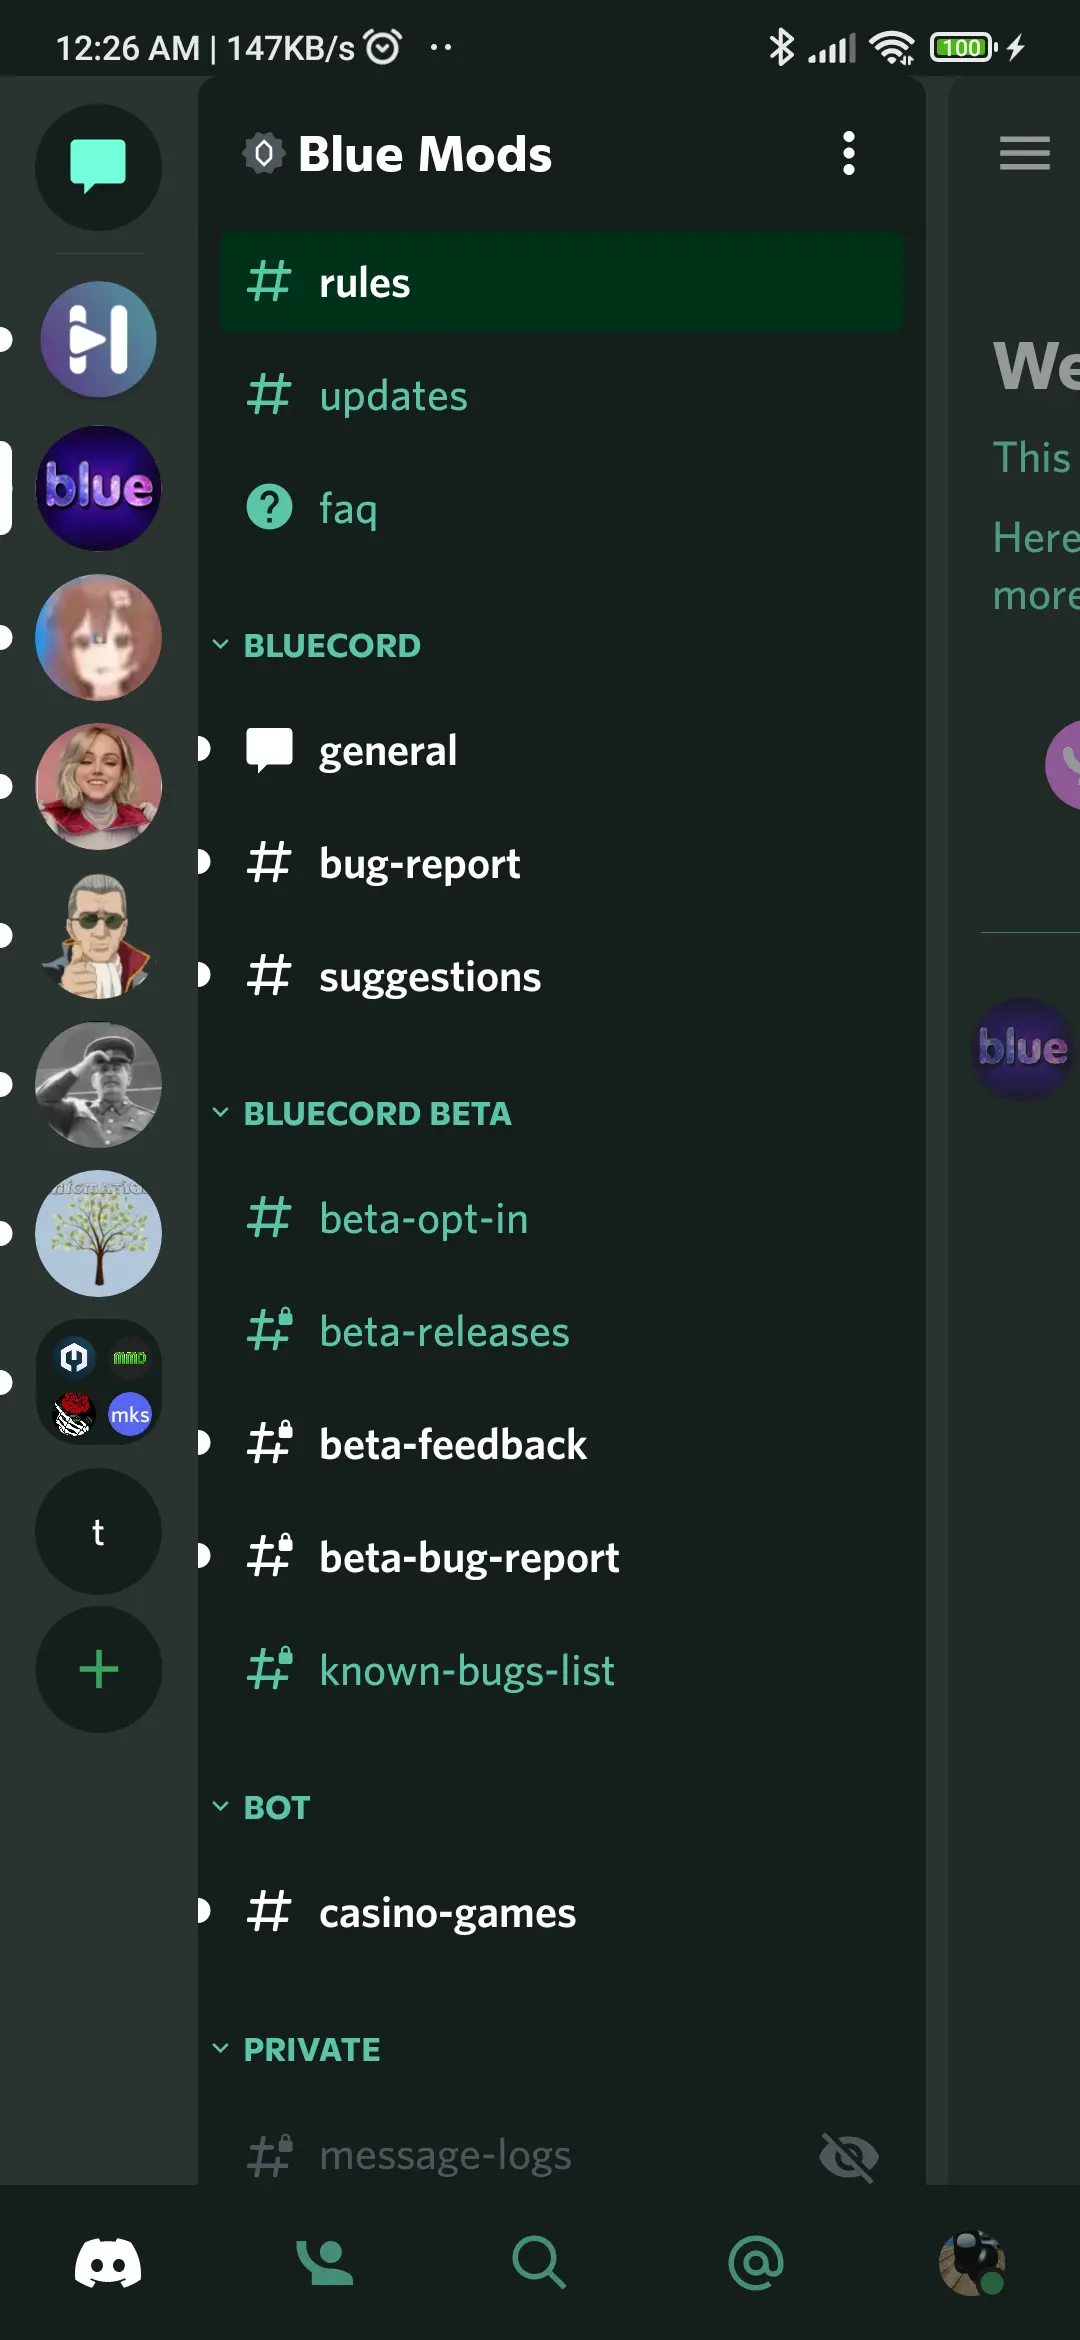 12:26 AM | 147KB/s
100
Blue Mods
rules
updates
faq
BLUECORD
general
bug-report
suggestions
BLUECORD BETA
beta-opt-in
beta-releases
beta-feedback
beta-bug-report
known-bugs-list
BOT
casino-games
PRIVATE
message-logs
blue
MMD
mks
t
We
This
Here
more
blue